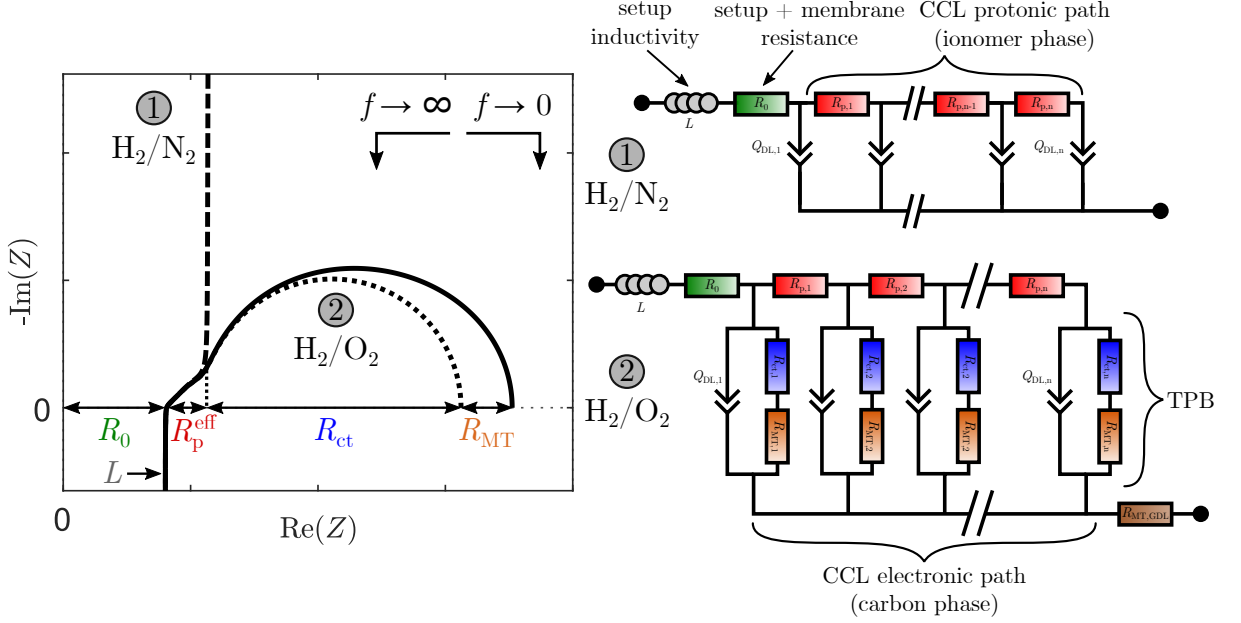 1
H2/N2
f → ∞ f → 0
2
H2/O2
-Im(Z)
0
R0
Rp^eff
Rct
RMT
L
0
Re(Z)
setup
inductivity
setup + membrane
resistance
CCL protonic path
(ionomer phase)
L
R0
Rp,1
Rp,n-1
Rp,n
QDL,1
QDL,n
1
H2/N2
L
R0
Rp,1
Rp,2
Rp,n
QDL,1
Rct,1
Rct,2
Rct,2
QDL,n
Rct,n
RMT,1
RMT,2
RMT,2
RMT,n
TPB
2
H2/O2
RMT,GDL
CCL electronic path
(carbon phase)